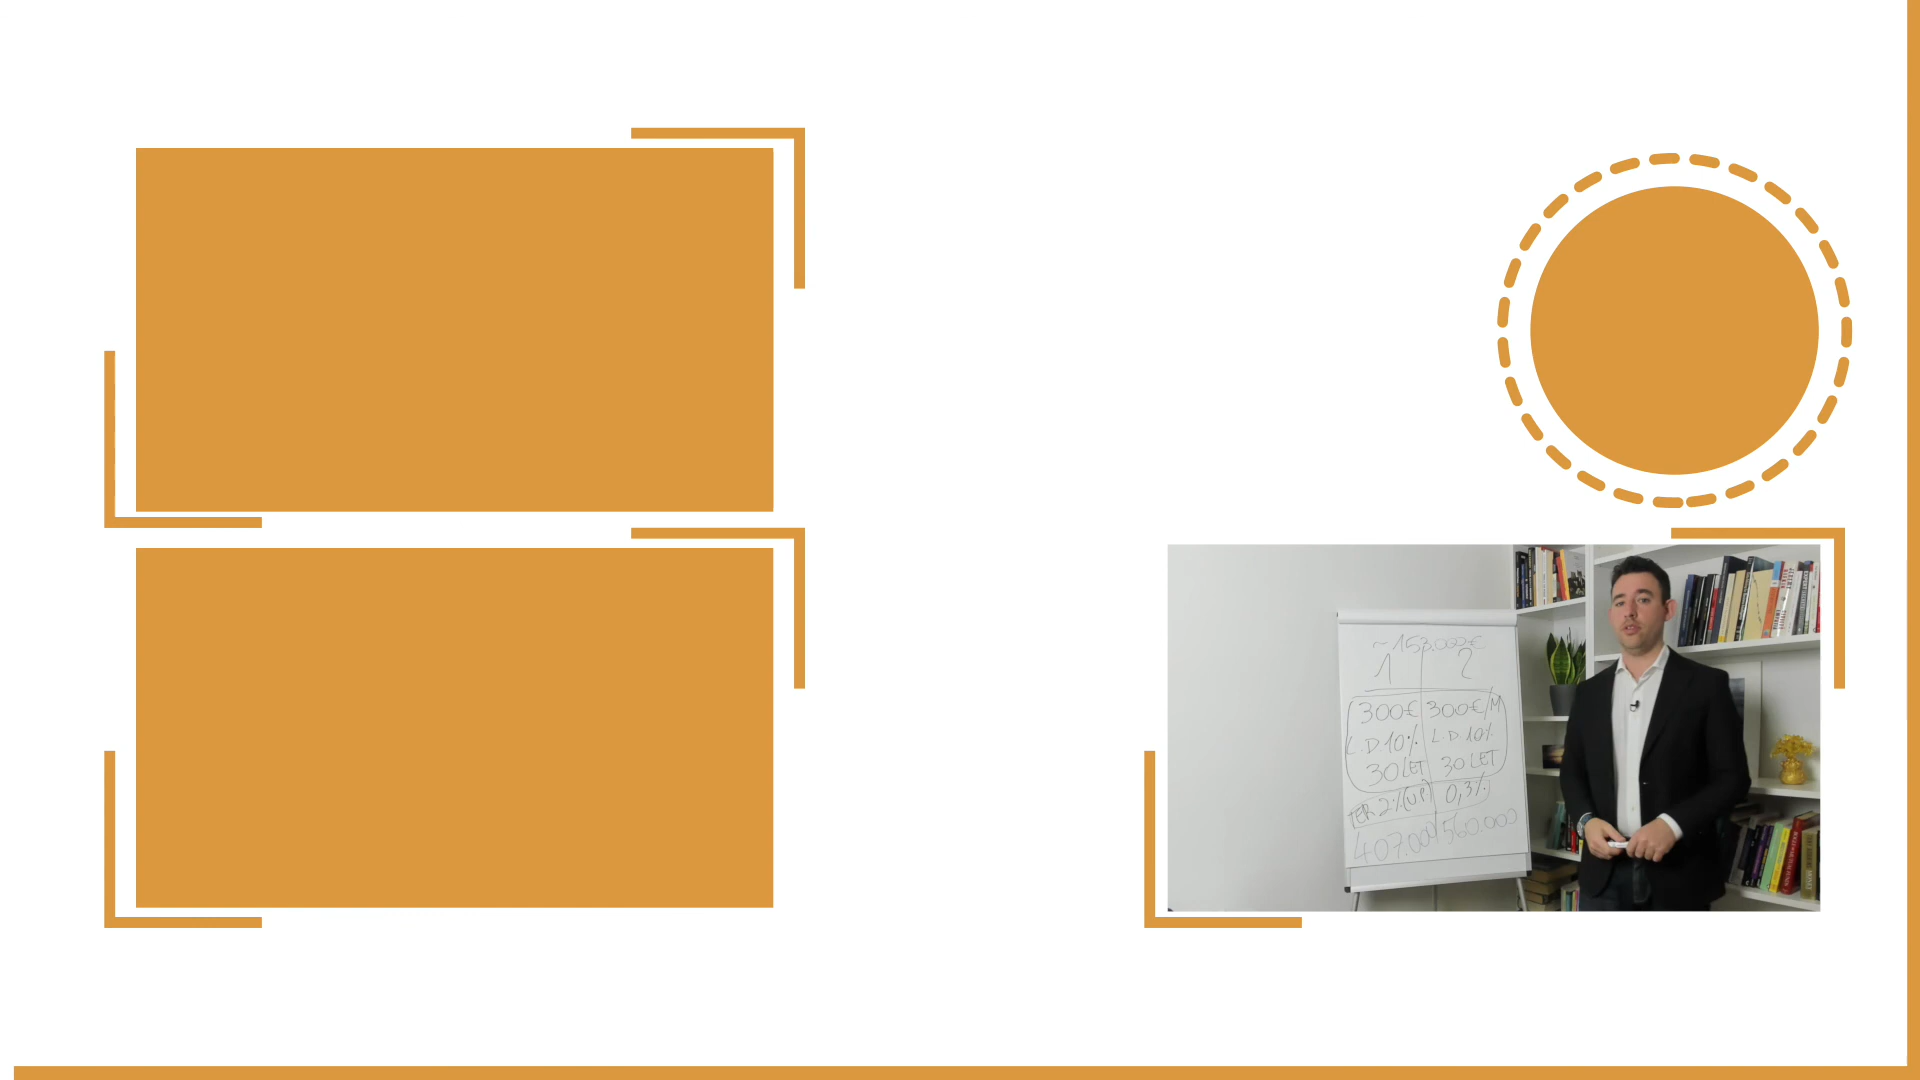 ~153.000€
1 2
300€ 300€/M
L.D 10% L.D 10%
30 LET 30 LET
TER 2% (UP) 0,3%
407.000 560.000